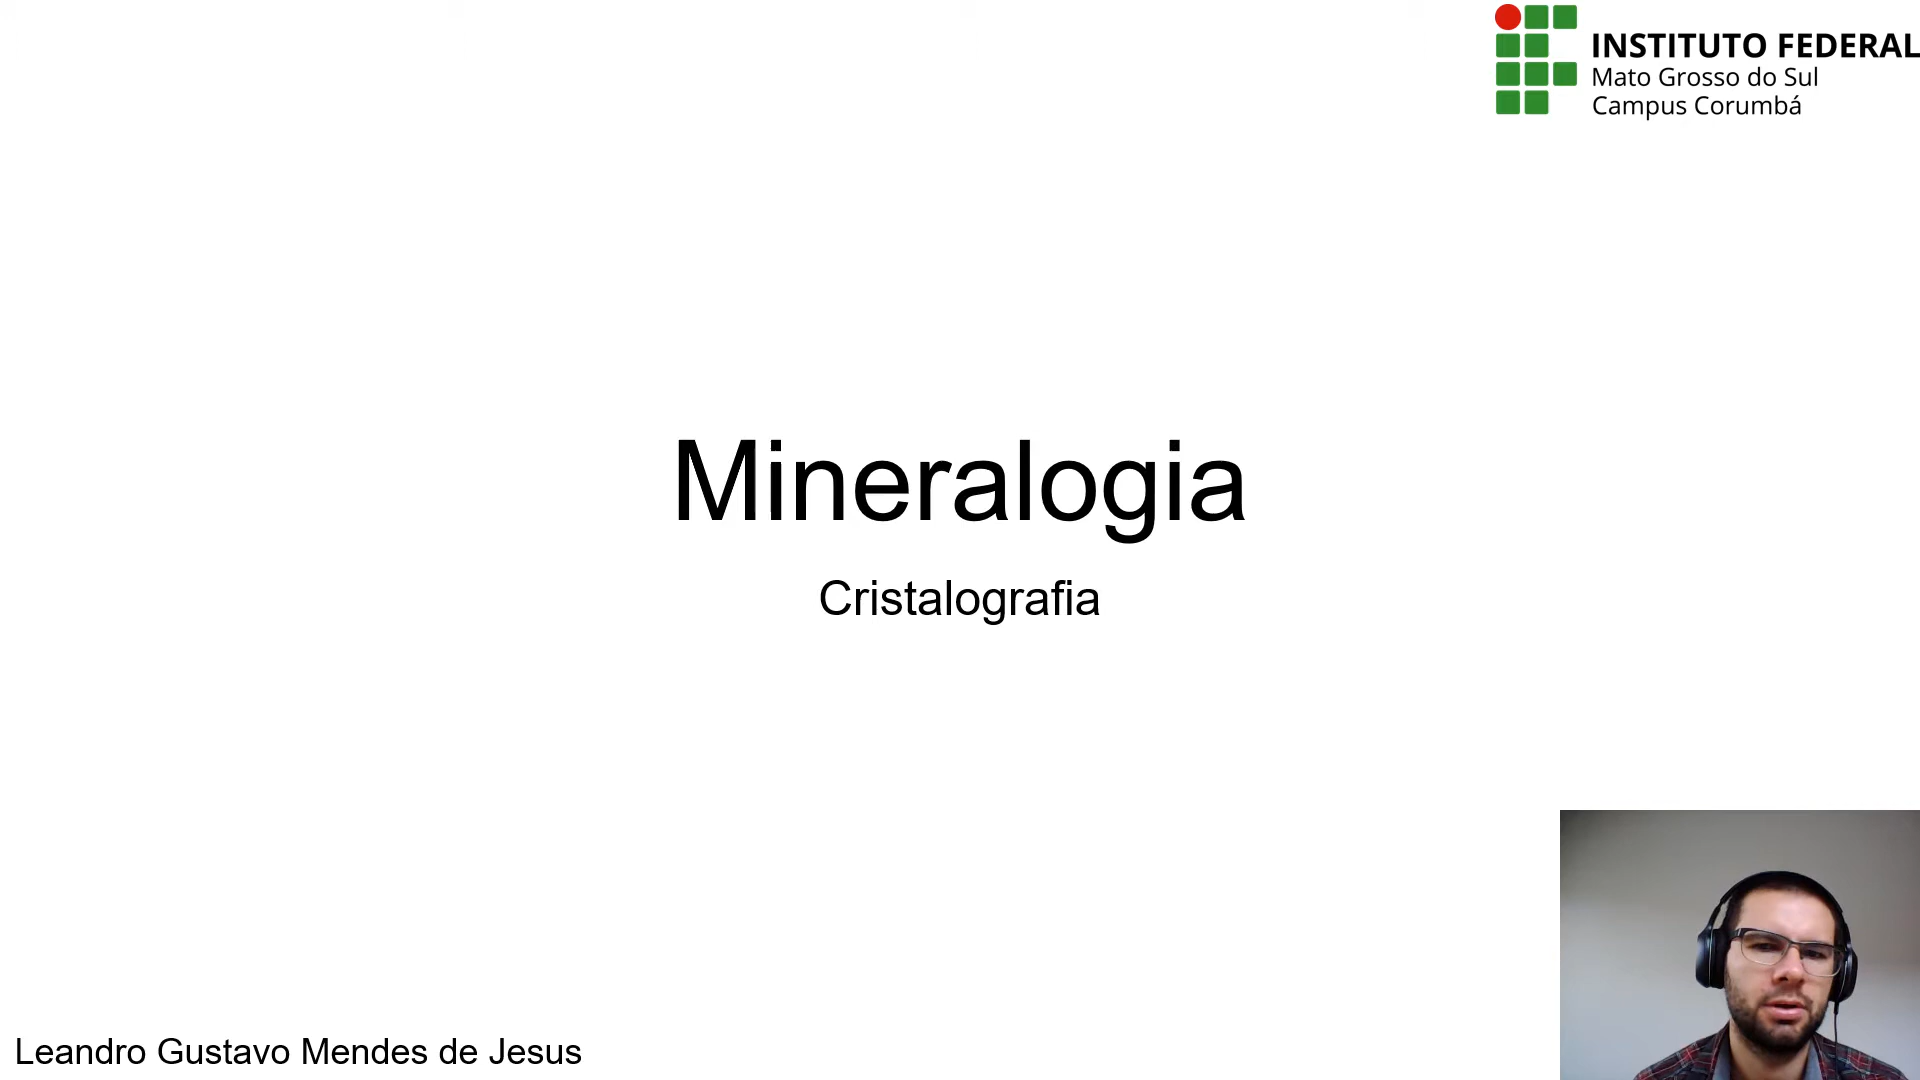 INSTITUTO FEDERAL
Mato Grosso do Sul
Campus Corumbá
Mineralogia
Cristalografia
Leandro Gustavo Mendes de Jesus